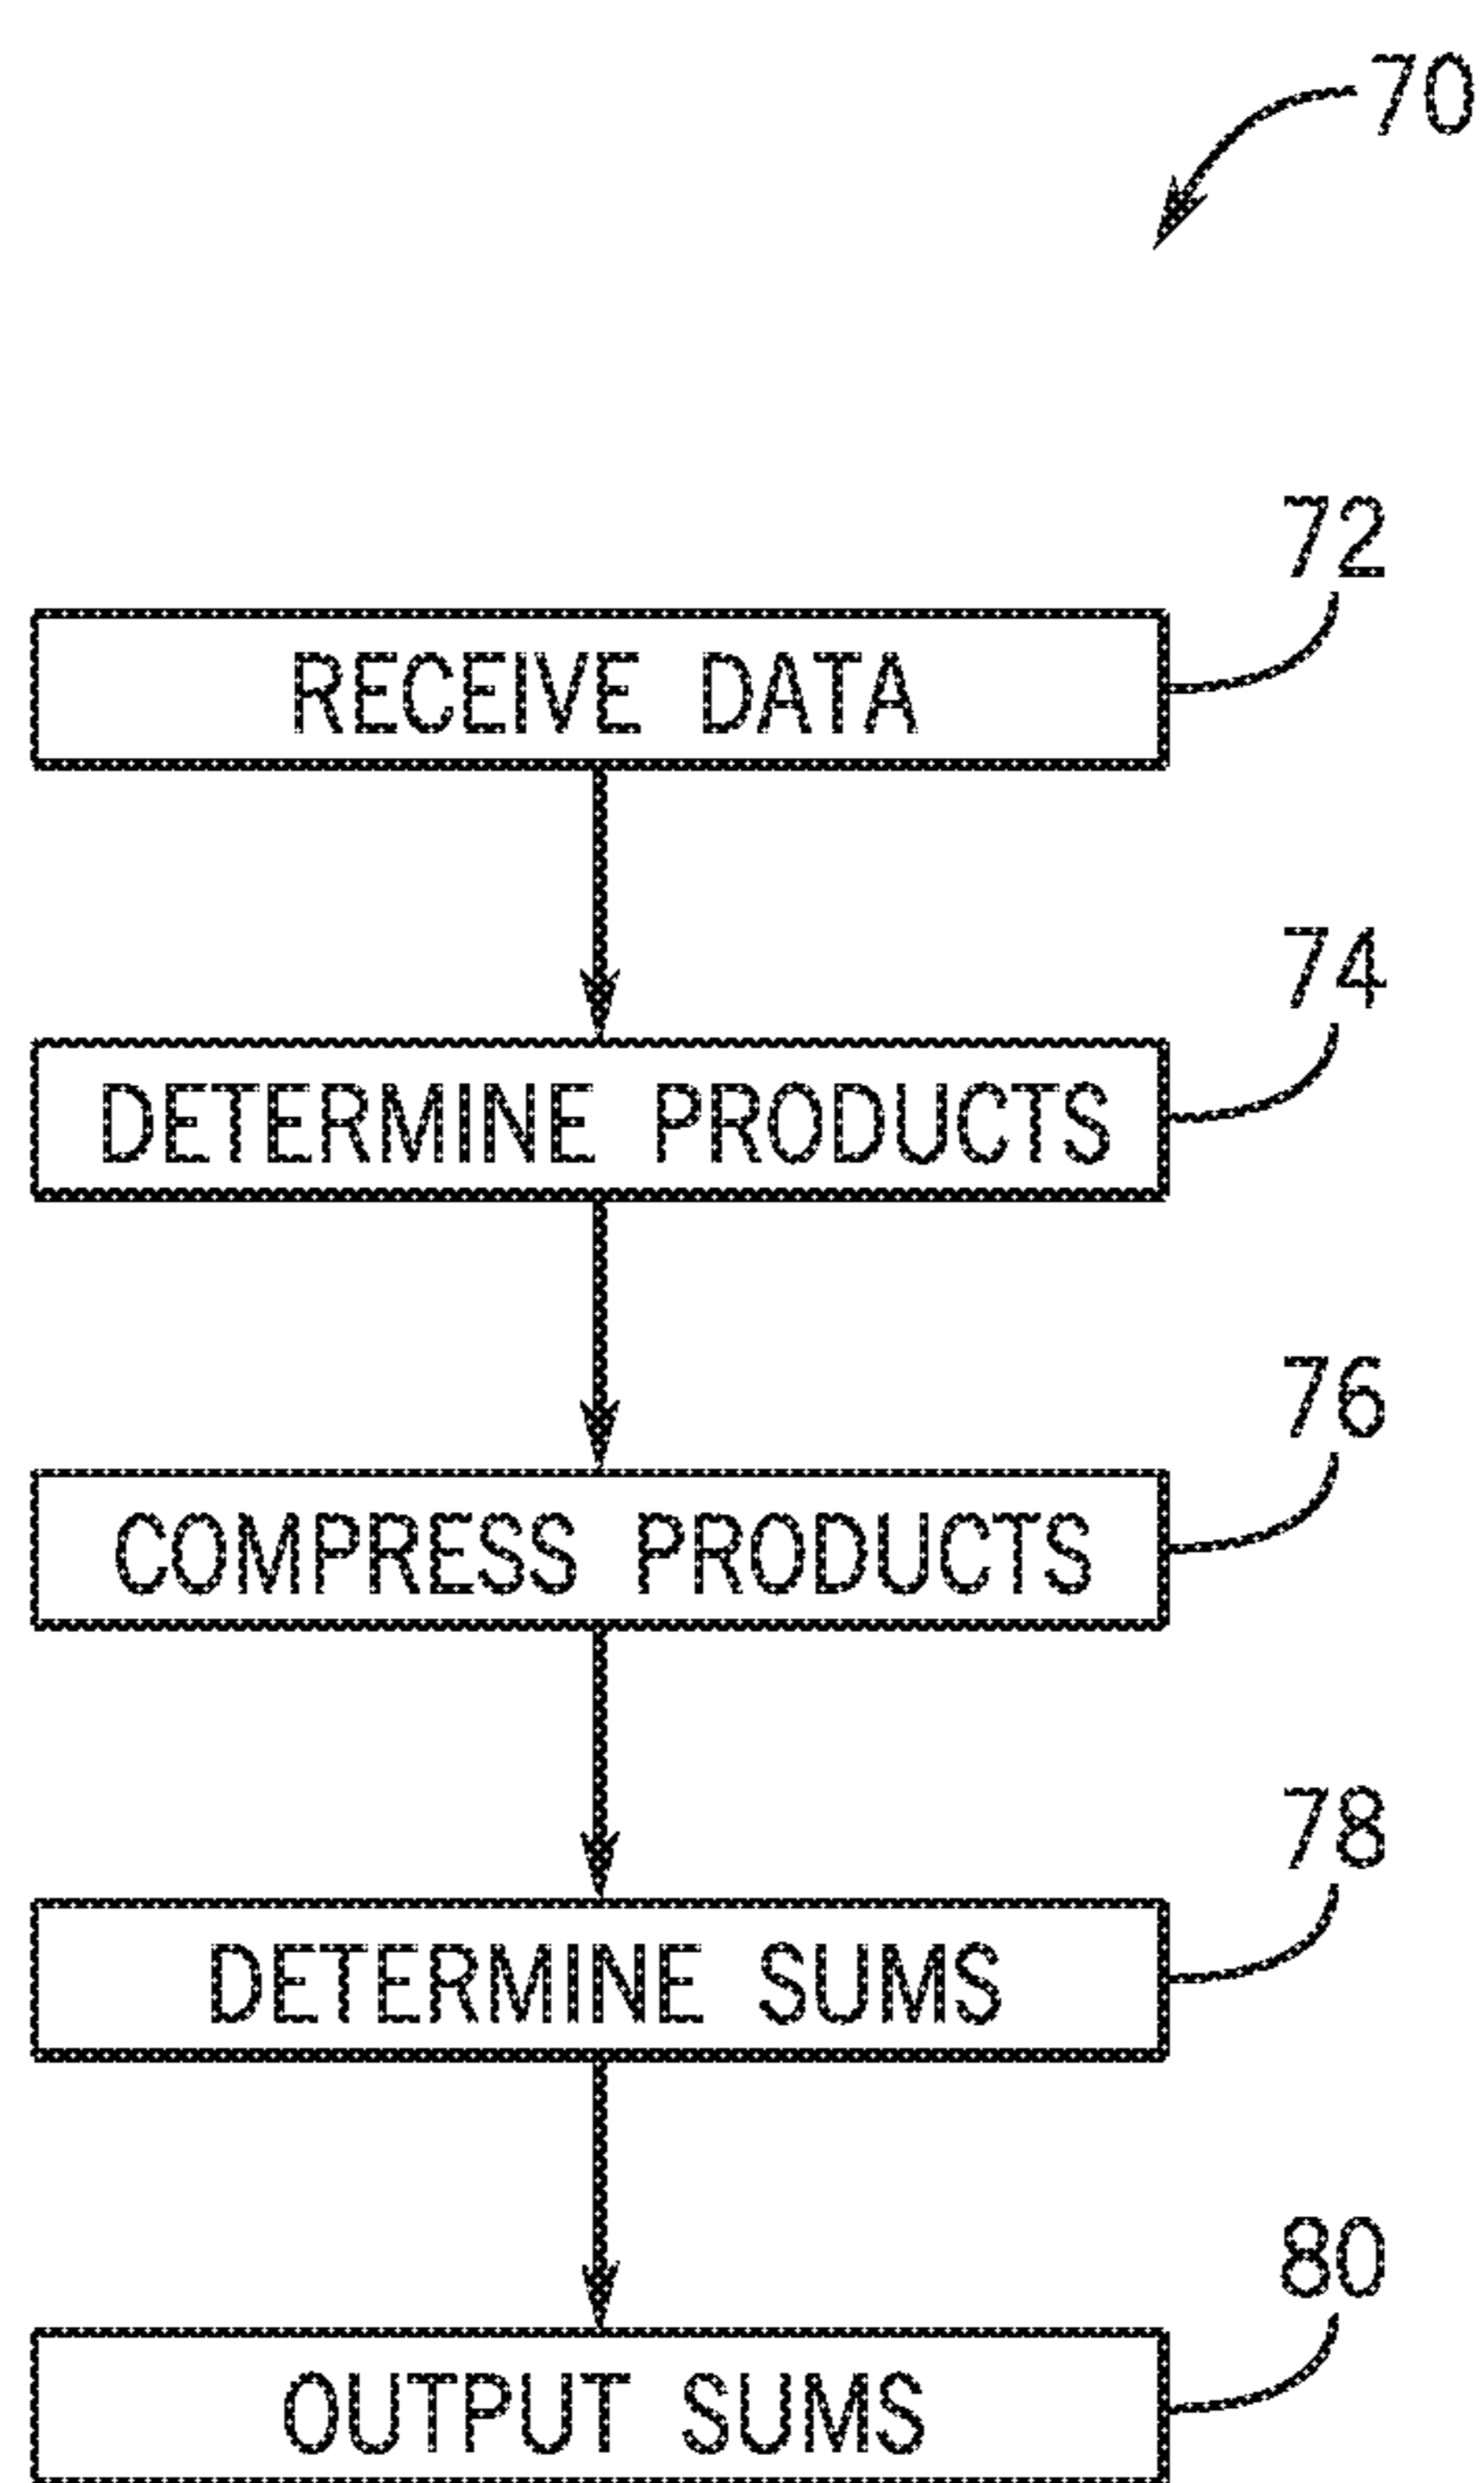 70
72
RECEIVE DATA
74
DETERMINE PRODUCTS
76
COMPRESS PRODUCTS
78
DETERMINE SUMS
80
OUTPUT SUMS